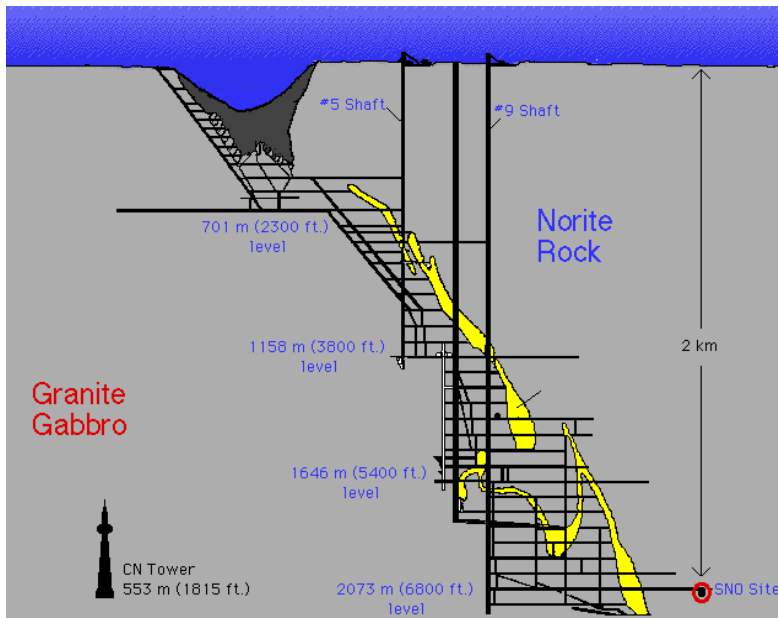 #5 Shaft
#9 Shaft
701 m (2300 ft.)
level
Norite
Rock
2 km
1158 m (3800 ft.)
level
Granite
Gabbro
1646 m (5400 ft.)
level
CN Tower
553 m (1815 ft.)
2073 m (6800 ft.)
level
SNO Site